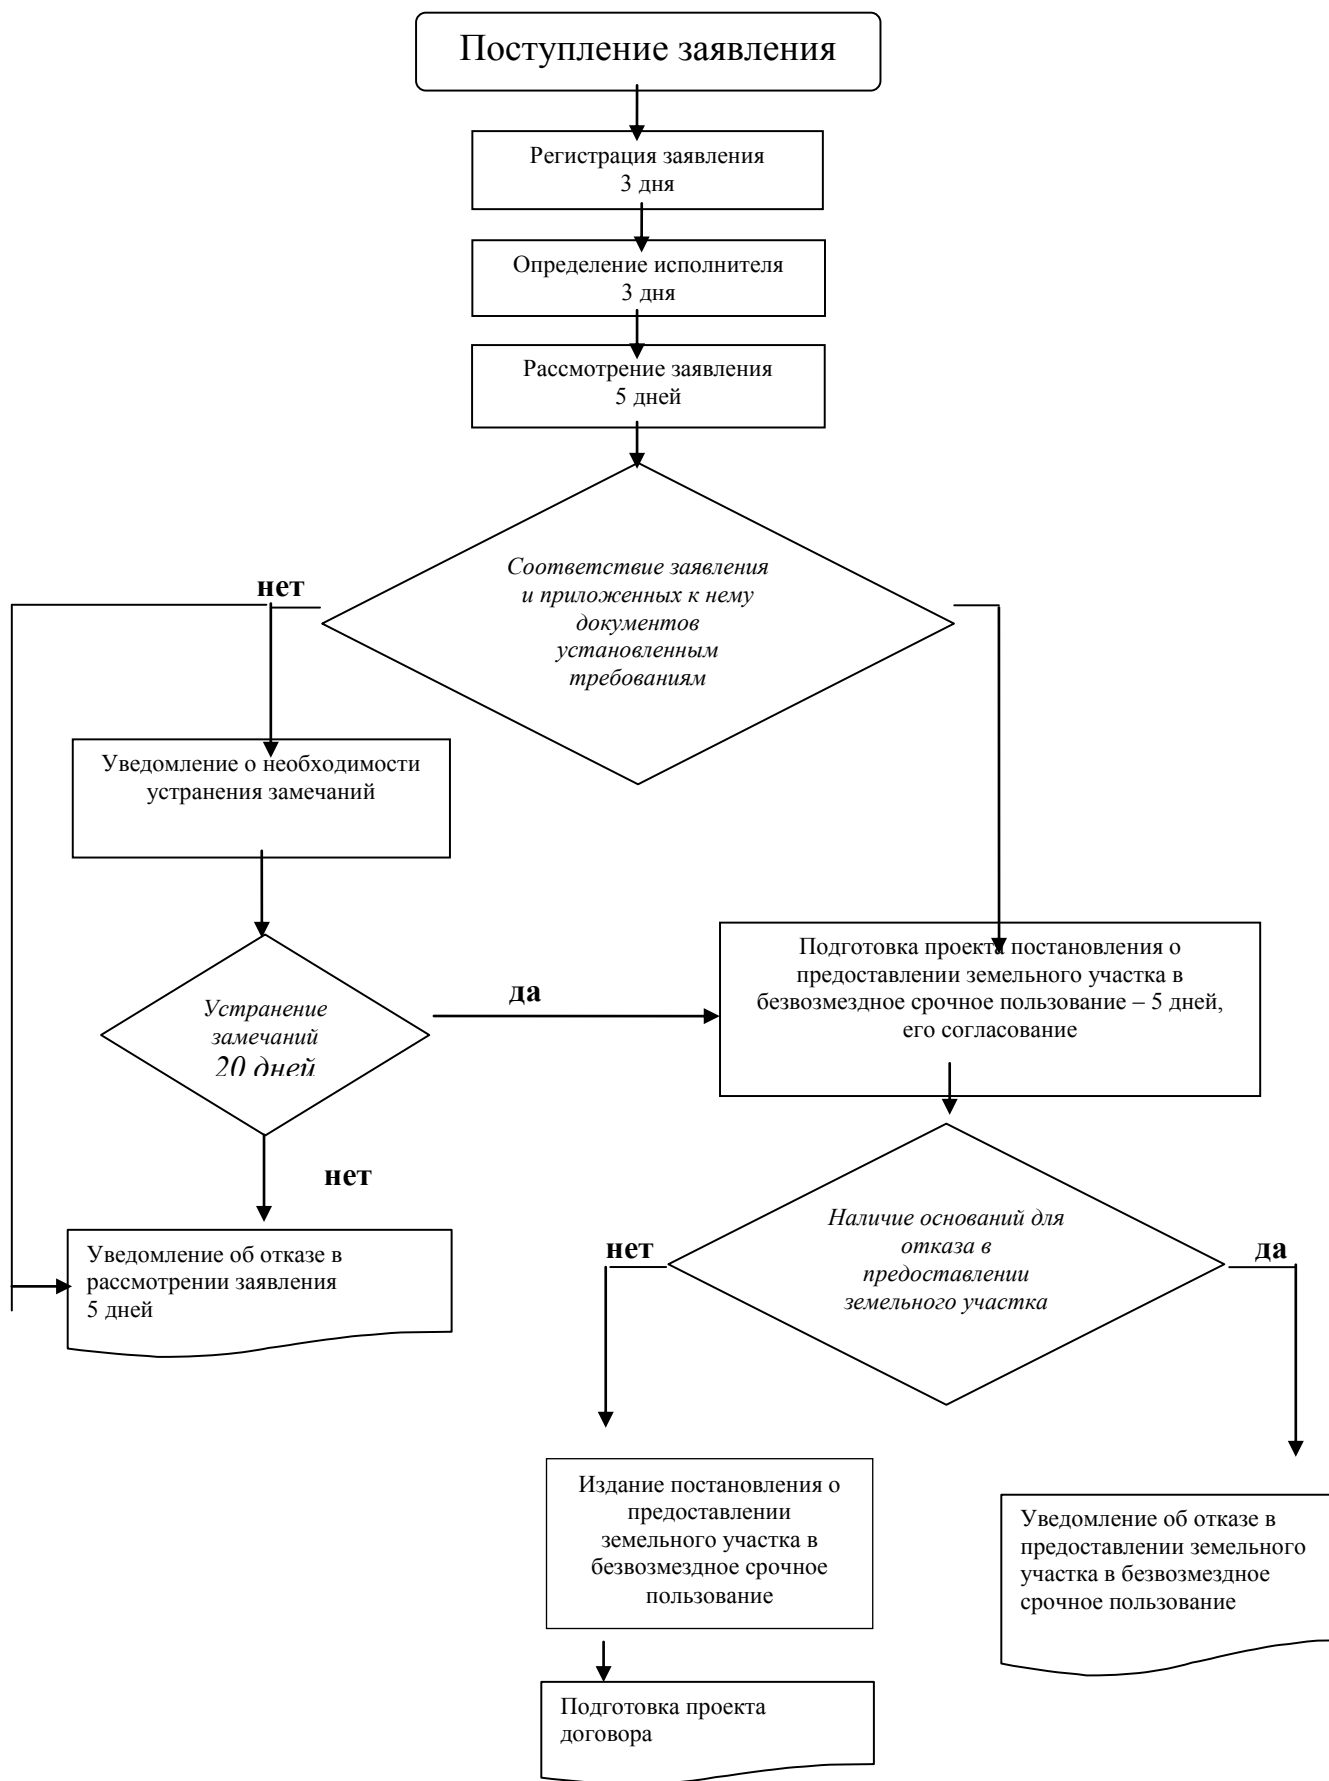 Поступление заявления
Регистрация заявления
3 дня
Определение исполнителя
3 дня
Рассмотрение заявления
5 дней
Соответствие заявления
и приложенных к нему
документов
установленным
требованиям
нет
Уведомление о необходимости
устранения замечаний
Устранение
замечаний
20 дней
да
Подготовка проекта постановления о
предоставлении земельного участка в
безвозмездное срочное пользование – 5 дней,
его согласование
нет
Уведомление об отказе в
рассмотрении заявления
5 дней
Наличие оснований для
отказа в
предоставлении
земельного участка
нет
да
Издание постановления о
предоставлении
земельного участка в
безвозмездное срочное
пользование
Уведомление об отказе в
предоставлении земельного
участка в безвозмездное
срочное пользование
Подготовка проекта
договора